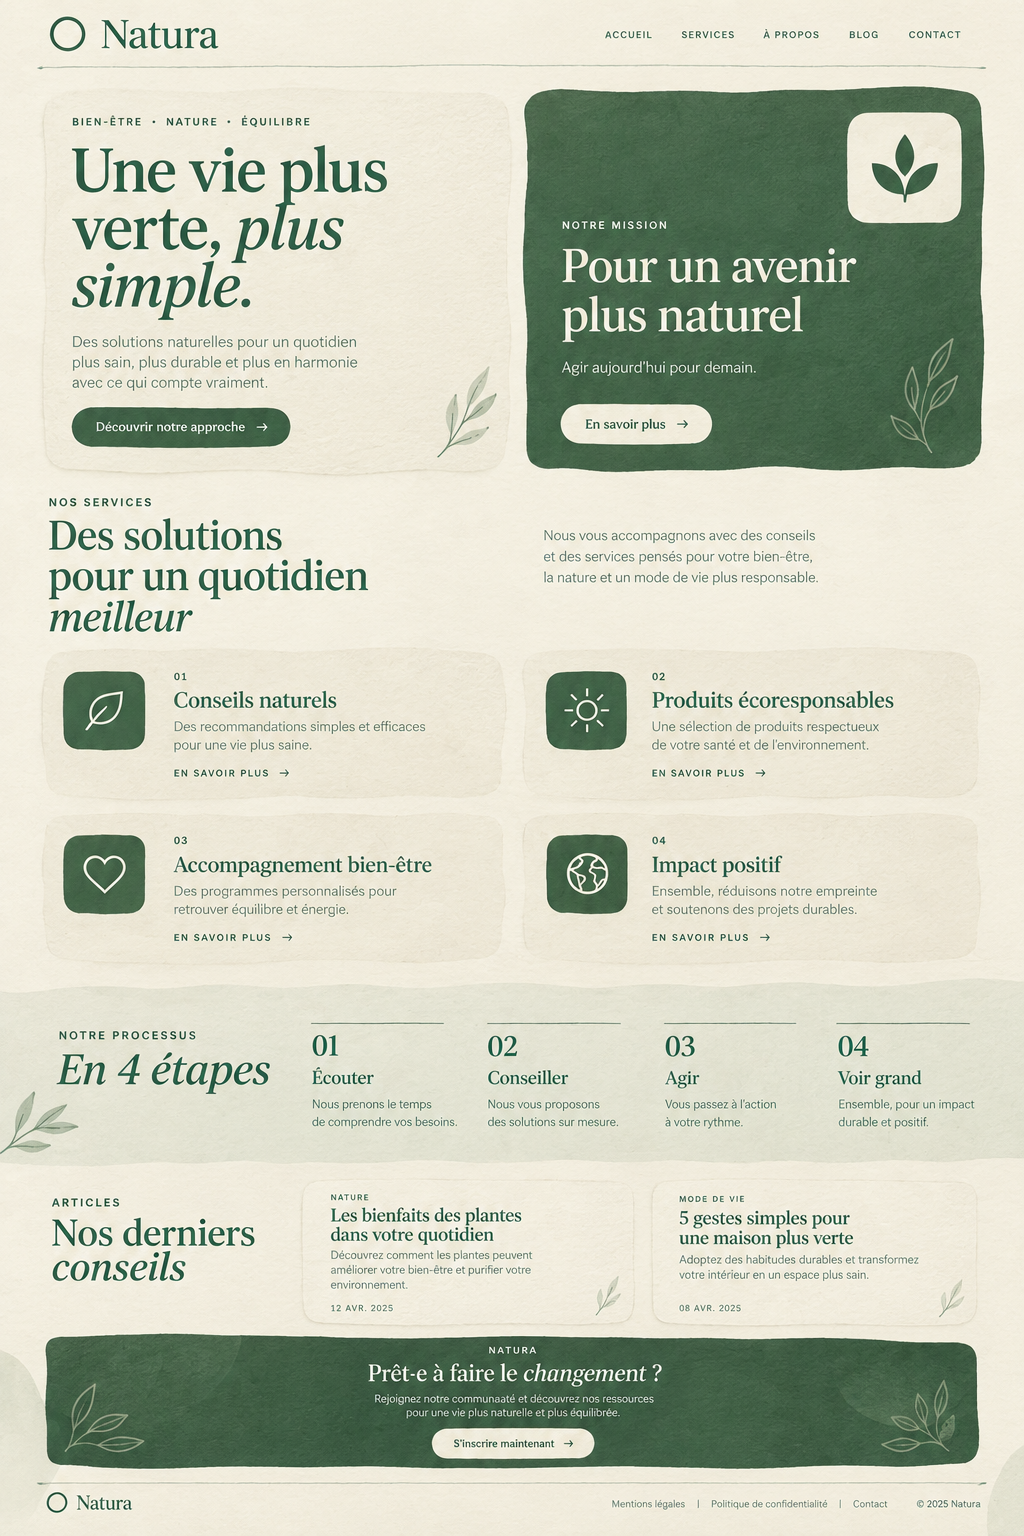 Natura
ACCUEIL SERVICES À PROPOS BLOG CONTACT
BIEN-ÊTRE • NATURE • ÉQUILIBRE
Une vie plus
verte, plus
simple.
Des solutions naturelles pour un quotidien
plus sain, plus durable et plus en harmonie
avec ce qui compte vraiment.
Découvrir notre approche →
NOTRE MISSION
Pour un avenir
plus naturel
Agir aujourd'hui pour demain.
En savoir plus →
NOS SERVICES
Des solutions
pour un quotidien
meilleur
Nous vous accompagnons avec des conseils
et des services pensés pour votre bien-être,
la nature et un mode de vie plus responsable.
01
Conseils naturels
Des recommandations simples et efficaces
pour une vie plus saine.
EN SAVOIR PLUS →
02
Produits écoresponsables
Une sélection de produits respectueux
de votre santé et de l'environnement.
EN SAVOIR PLUS →
03
Accompagnement bien-être
Des programmes personnalisés pour
retrouver équilibre et énergie.
EN SAVOIR PLUS →
04
Impact positif
Ensemble, réduisons notre empreinte
et soutenons des projets durables.
EN SAVOIR PLUS →
NOTRE PROCESSUS
En 4 étapes
01
Écouter
Nous prenons le temps
de comprendre vos besoins.
02
Conseiller
Nous vous proposons
des solutions sur mesure.
03
Agir
Vous passez à l'action
à votre rythme.
04
Voir grand
Ensemble, pour un impact
durable et positif.
ARTICLES
Nos derniers
conseils
NATURE
Les bienfaits des plantes
dans votre quotidien
Découvrez comment les plantes peuvent
améliorer votre bien-être et purifier votre
environnement.
12 AVR. 2025
MODE DE VIE
5 gestes simples pour
une maison plus verte
Adoptez des habitudes durables et transformez
votre intérieur en un espace plus sain.
08 AVR. 2025
NATURA
Prêt-e à faire le changement ?
Rejoignez notre communaaté et découvrez nos ressources
pour une vie plus naturelle et plus équilibrée.
S'inscrire maintenant →
Natura
Mentions légales | Politique de confidentialité | Contact © 2025 Natura